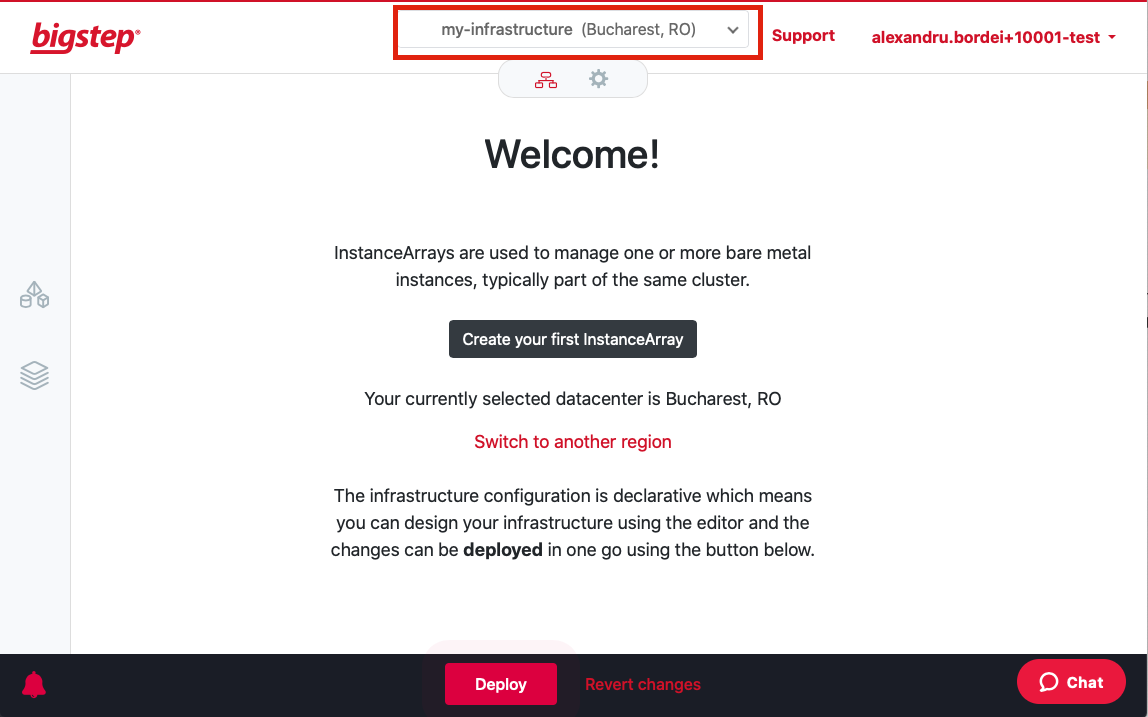 bigstep®
my-infrastructure (Bucharest, RO)
Support
alexandru.bordei+10001-test
Welcome!
InstanceArrays are used to manage one or more bare metal
instances, typically part of the same cluster.
Create your first InstanceArray
Your currently selected datacenter is Bucharest, RO
Switch to another region
The infrastructure configuration is declarative which means
you can design your infrastructure using the editor and the
changes can be deployed in one go using the button below.
Deploy
Revert changes
Chat